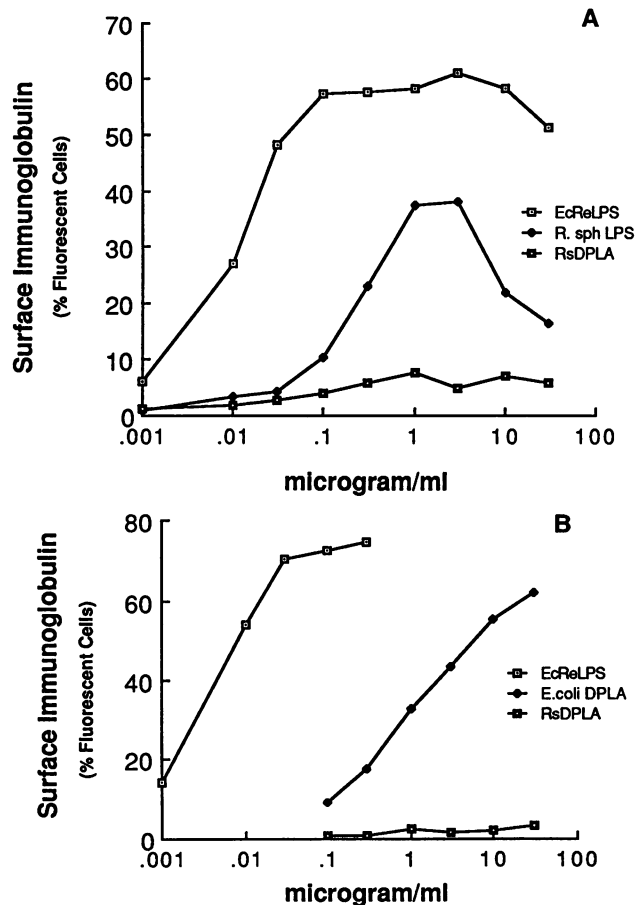 A
70
60
50
40
30
20
10
0
Surface Immunoglobulin
(% Fluorescent Cells)
EcReLPS
R. sph LPS
RsDPLA
.001 .01 .1 1 10 100
microgram/ml
B
80
60
40
20
0
Surface Immunoglobulin
(% Fluorescent Cells)
EcReLPS
E.coli DPLA
RsDPLA
.001 .01 .1 1 10 100
microgram/ml